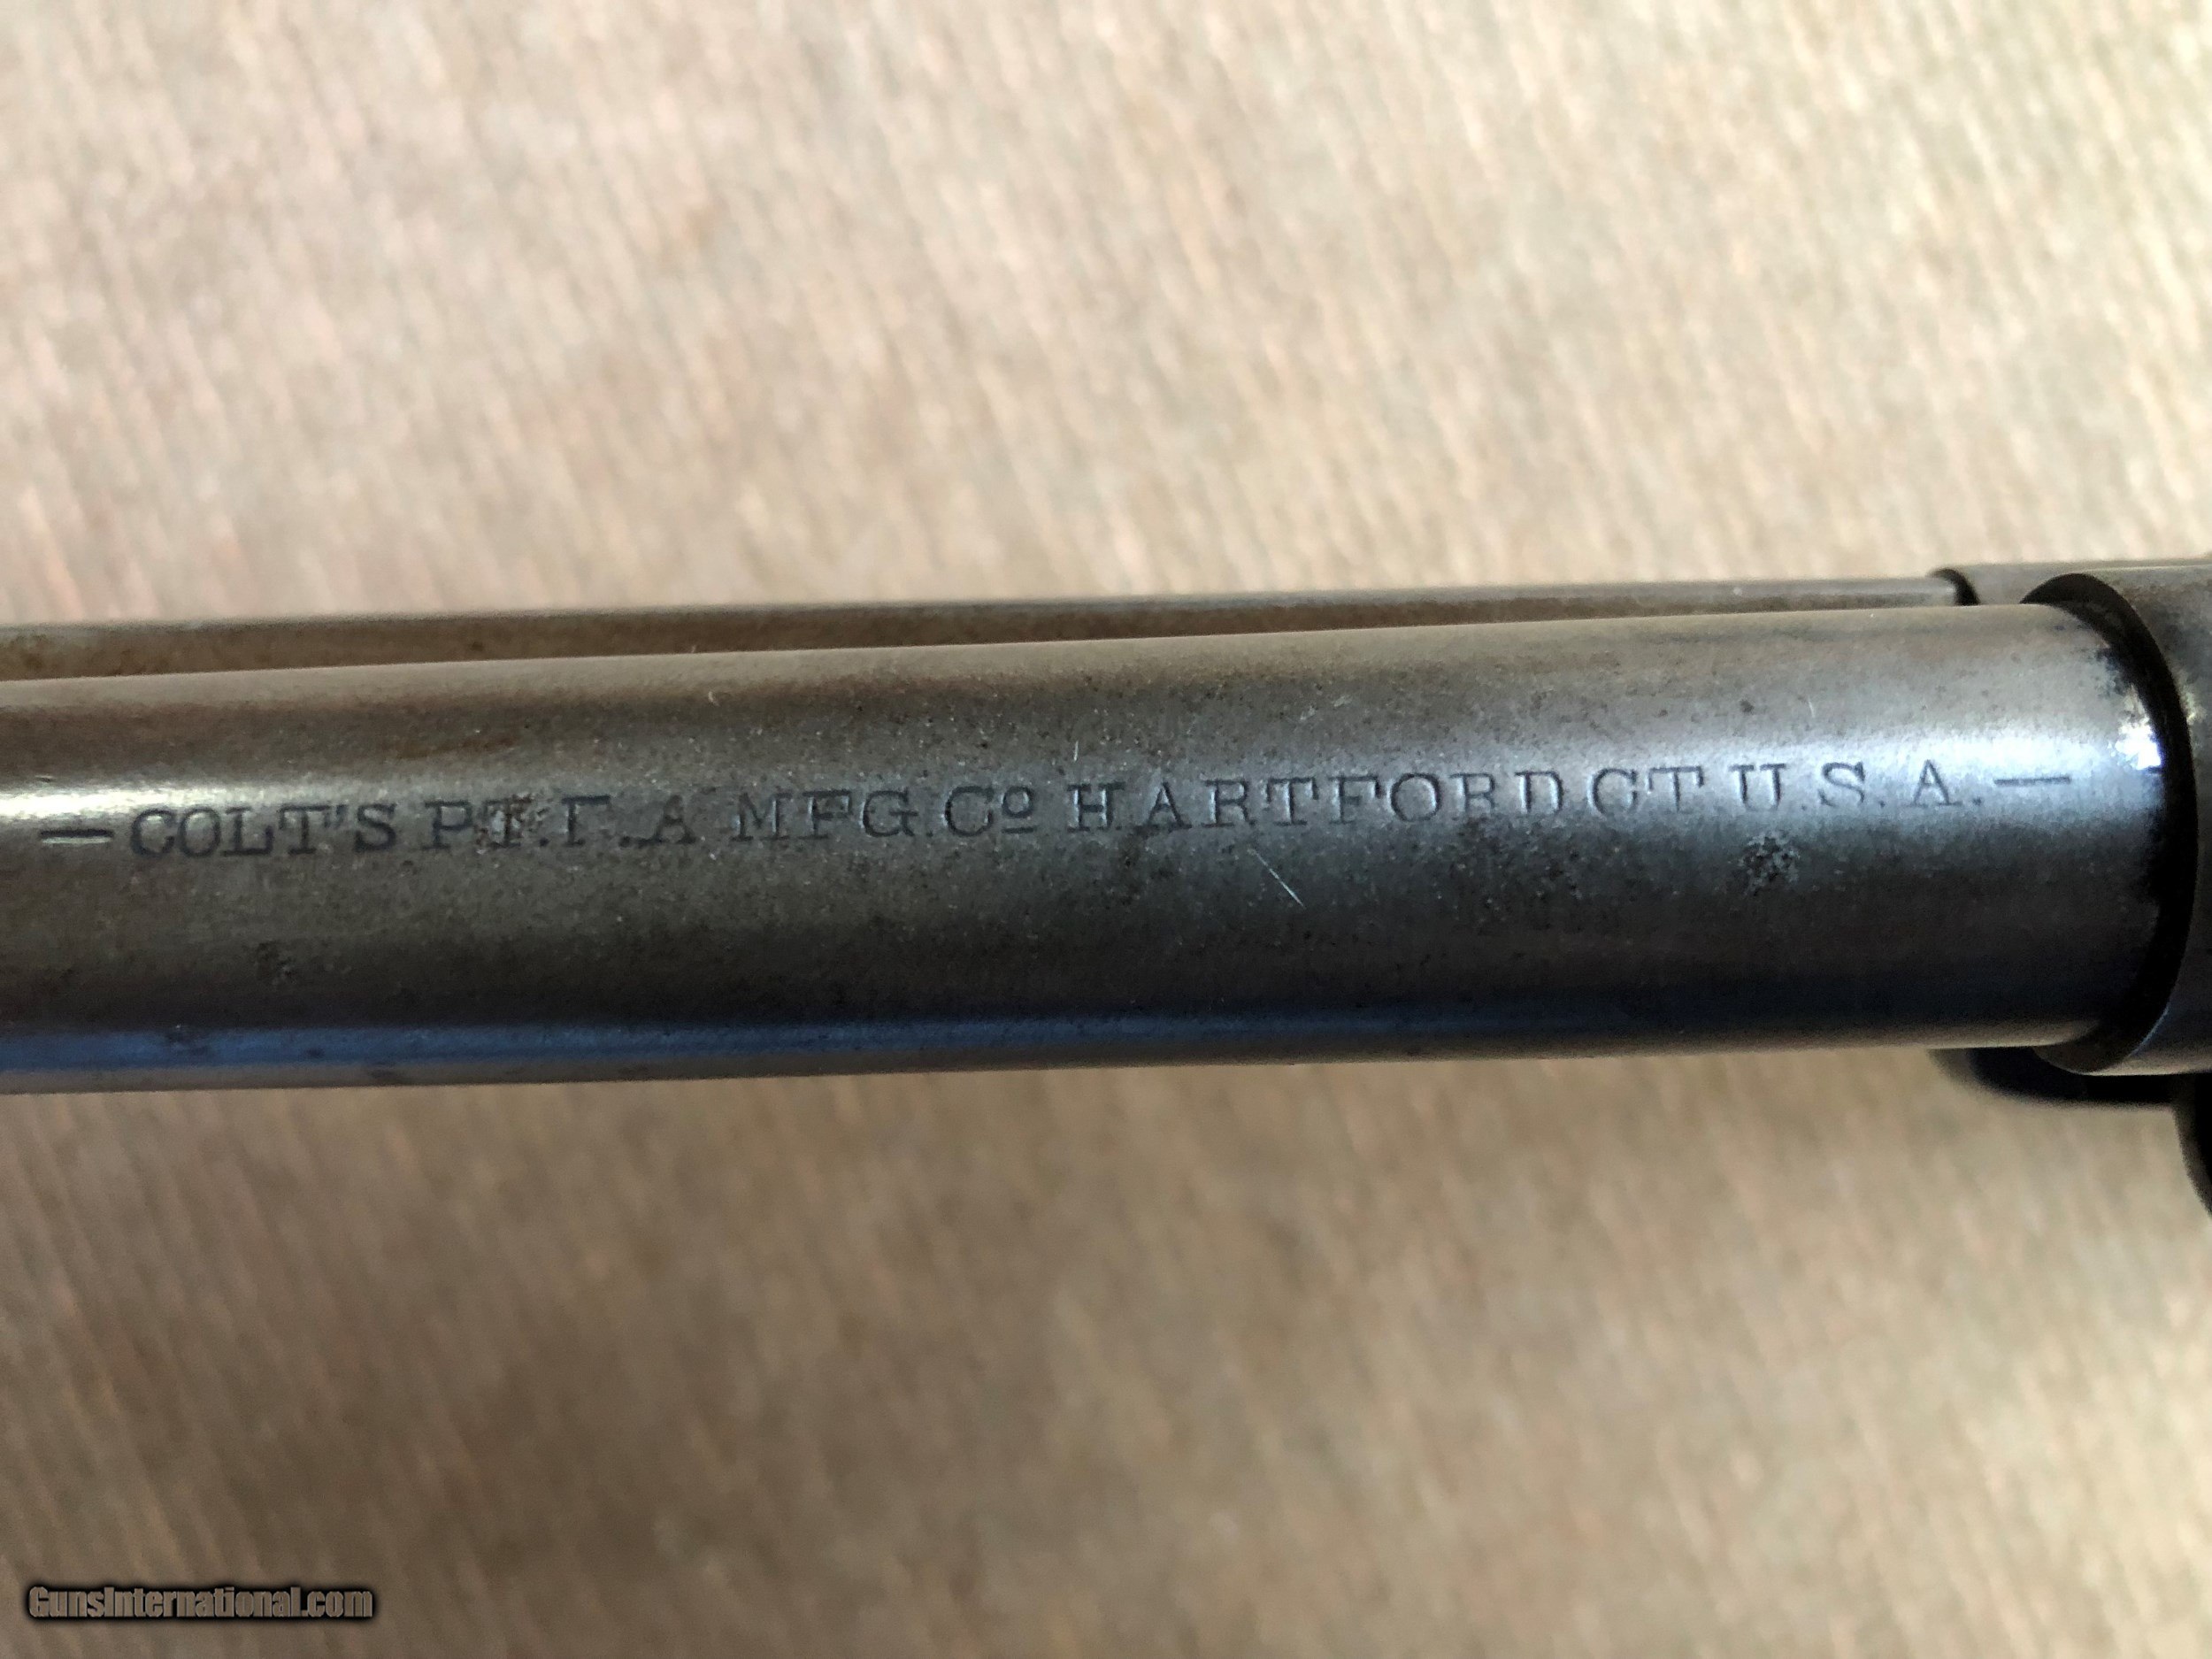 —COLT'S PT. F. A MFG. Cº HARTFORD CT. U.S.A.—
GunsInternational.com